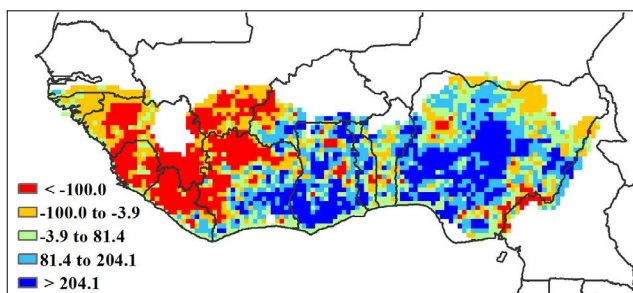 < -100.0
-100.0 to -3.9
-3.9 to 81.4
81.4 to 204.1
> 204.1